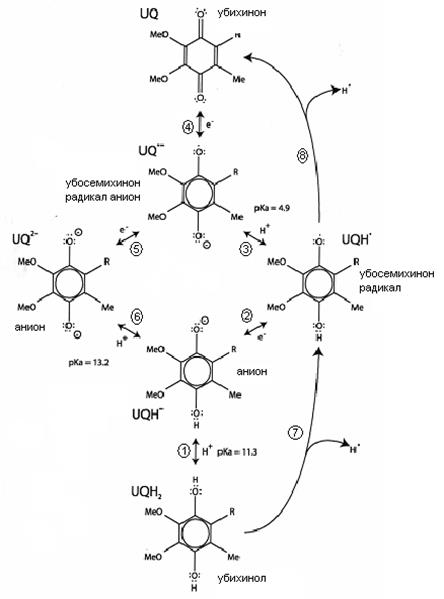 UQ
убихинон
:O:
R
MeO
MeO
Me
:O:
H•
④ e⁻
⑧
UQ•−
:O:
убосемихинон
радикал анион
MeO
R
MeO
Me
:O:⊖
pKa = 4.9
UQ²⁻
:O:⊖
e⁻
⑤
③
H⁺
UQH•
:O:
MeO
R
MeO
R
убосемихинон
радикал
MeO
Me
MeO
Me
:O:⊖
:O:
H
анион
⑥
H⊕
②
e⁻
pKa = 13.2
:O:⊖
MeO
R
анион
MeO
Me
:O:
H
UQH⁻
① H⁺ pKa = 11.3
⑦
H•
UQH₂
H
:O:
MeO
R
MeO
Me
:O:
H
убихинол